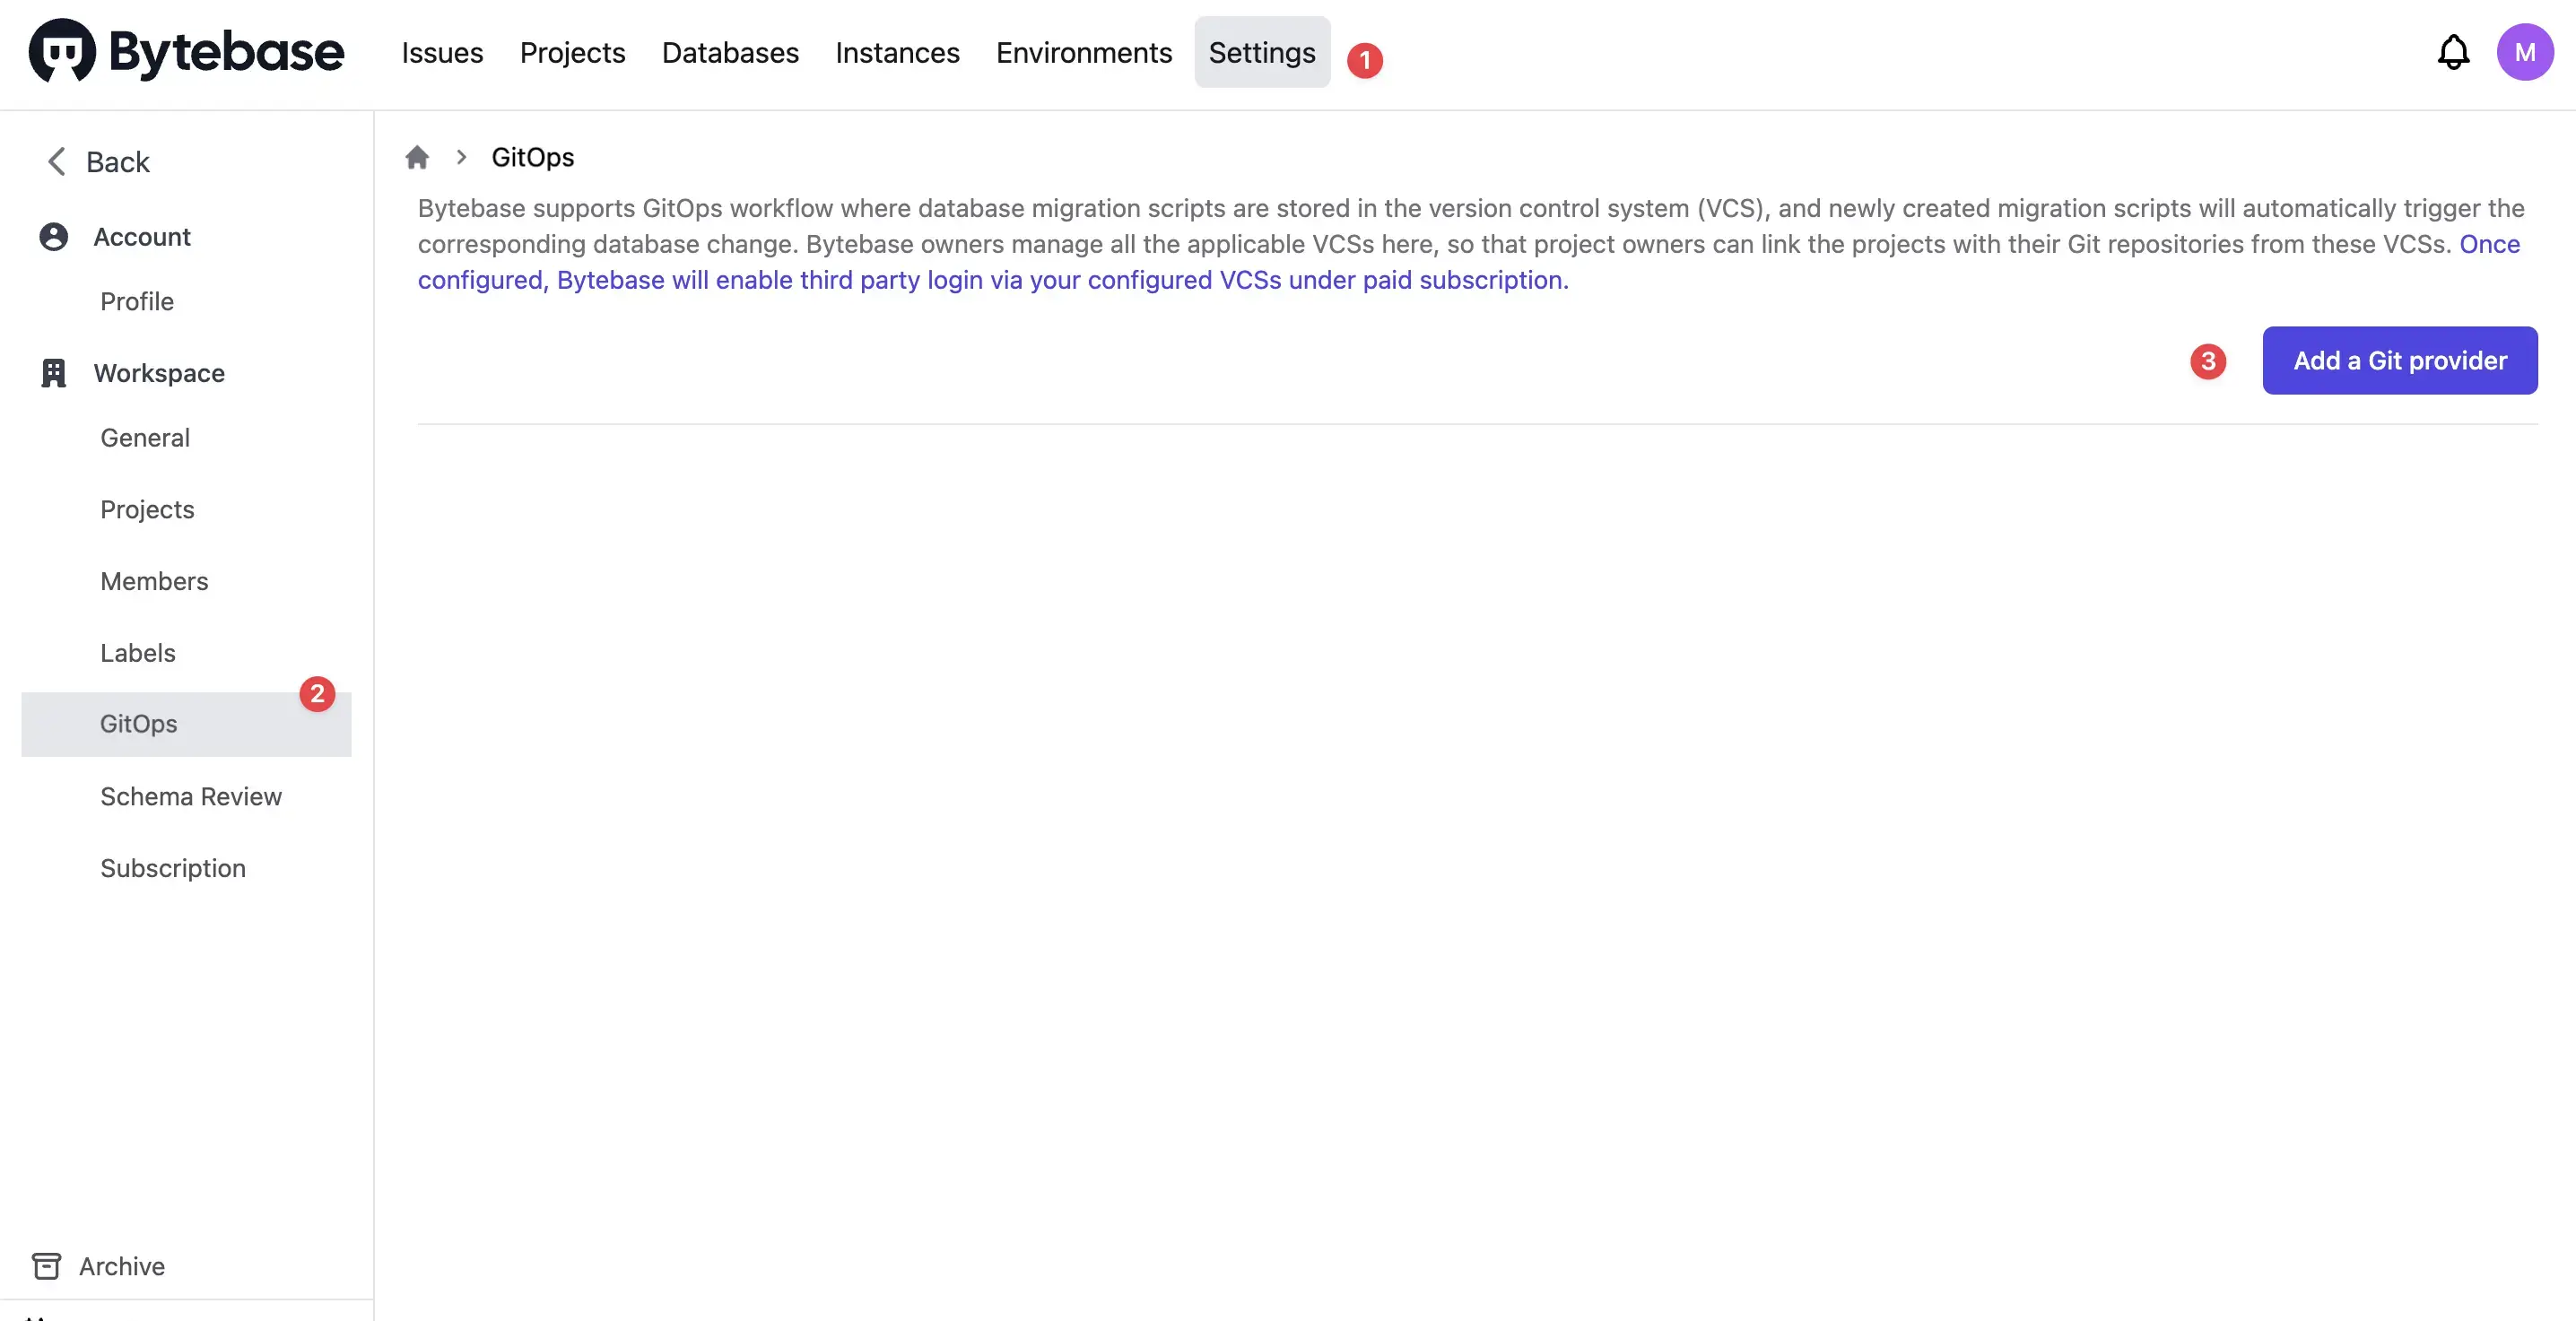 Bytebase Issues Projects Databases Instances Environments Settings 1 M
Back
Account
Profile
Workspace
General
Projects
Members
Labels
2
GitOps
Schema Review
Subscription
Archive
GitOps
Bytebase supports GitOps workflow where database migration scripts are stored in the version control system (VCS), and newly created migration scripts will automatically trigger the
corresponding database change. Bytebase owners manage all the applicable VCSs here, so that project owners can link the projects with their Git repositories from these VCSs. Once
configured, Bytebase will enable third party login via your configured VCSs under paid subscription.
3 Add a Git provider